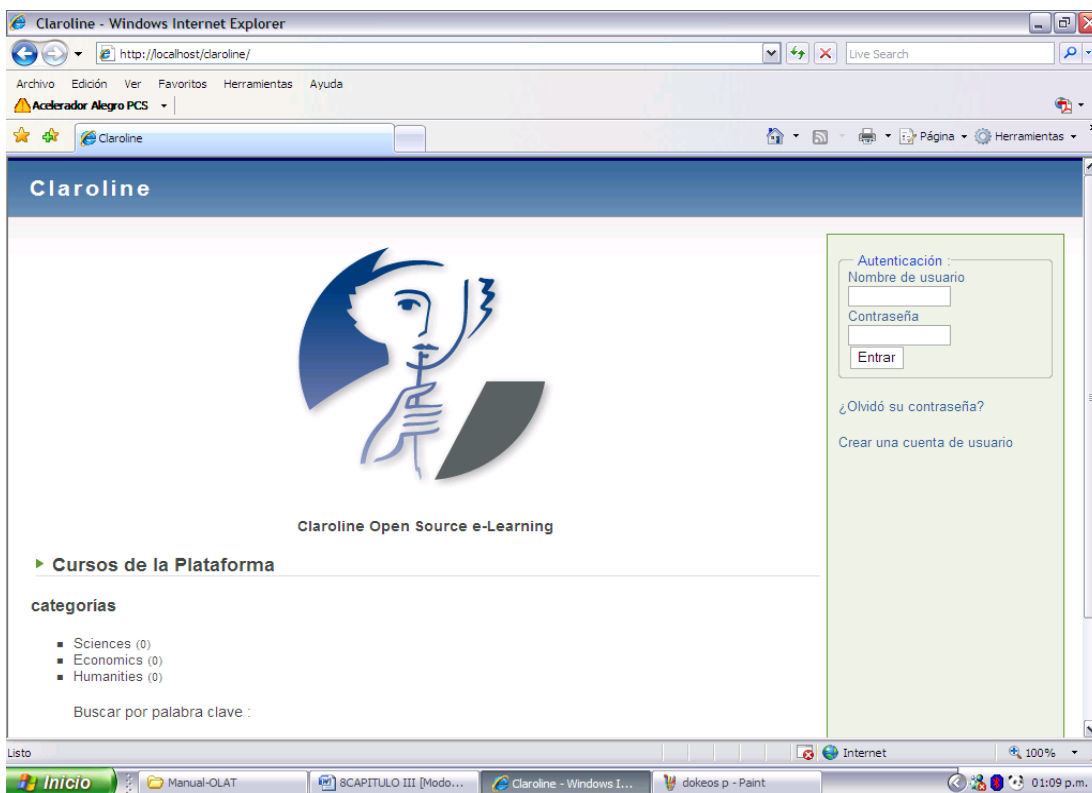 Claroline - Windows Internet Explorer
http://localhost/claroline/
Live Search
Archivo Edición Ver Favoritos Herramientas Ayuda
Acelerador Alegro PCS
Claroline
Página Herramientas
Claroline
Autenticación :
Nombre de usuario
Contraseña
Entrar
¿Olvidó su contraseña?
Crear una cuenta de usuario
Claroline Open Source e-Learning
Cursos de la Plataforma
categorías
Sciences (0)
Economics (0)
Humanities (0)
Buscar por palabra clave :
Listo
Internet
100%
Inicio
Manual-OLAT
8CAPITULO III [Modo...
Claroline - Windows I...
dokeos p - Paint
01:09 p.m.